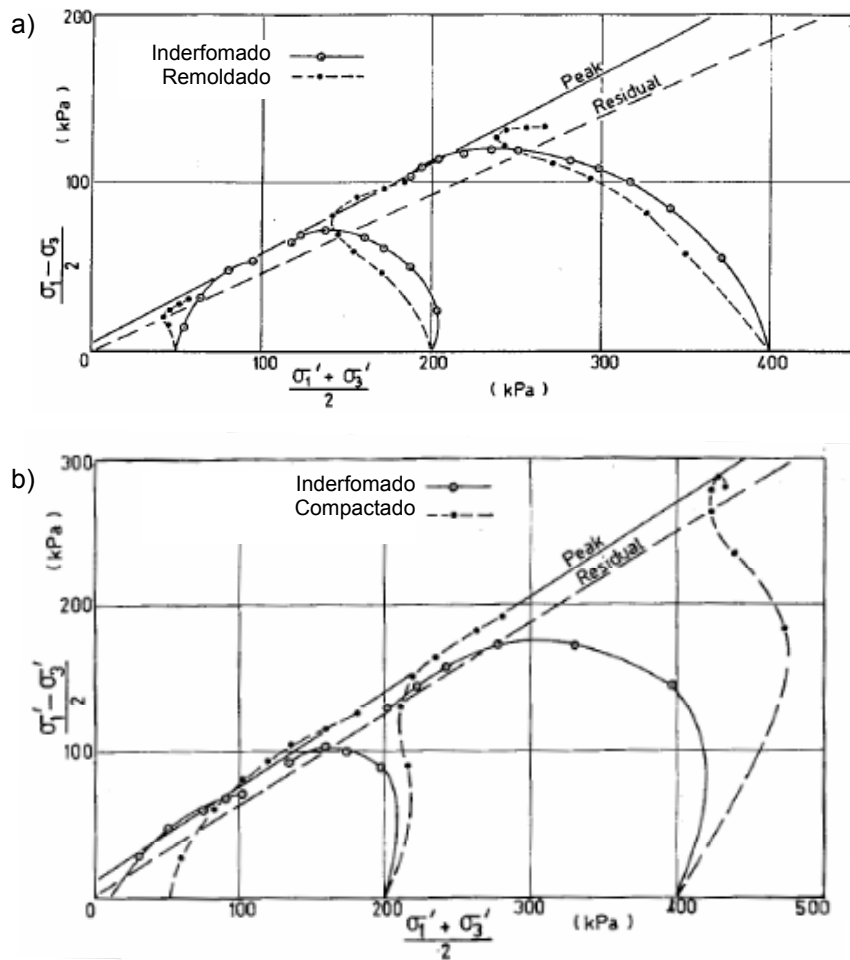 a)
200
Inderfomado
Remoldado
Peak
Residual
(kPa)
100
σ1 - σ3
2
0
100
200
300
400
σ1' + σ3'
2
(kPa)
b)
300
Inderfomado
Compactado
(kPa)
Peak
Residual
200
σ1' - σ3'
2
100
0
100
200
300
400
500
σ1' + σ3'
2
(kPa)